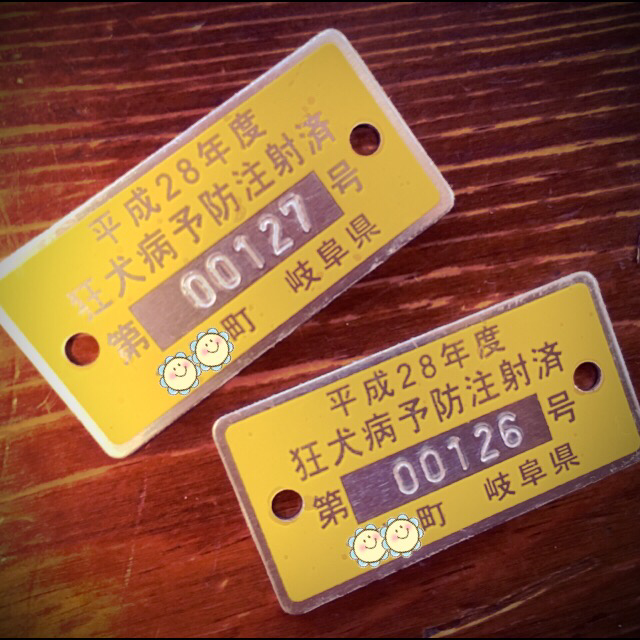 平成28年度
狂犬病予防注射済
第 00127 号
町 岐阜県
平成28年度
狂犬病予防注射済
第 00126 号
町 岐阜県